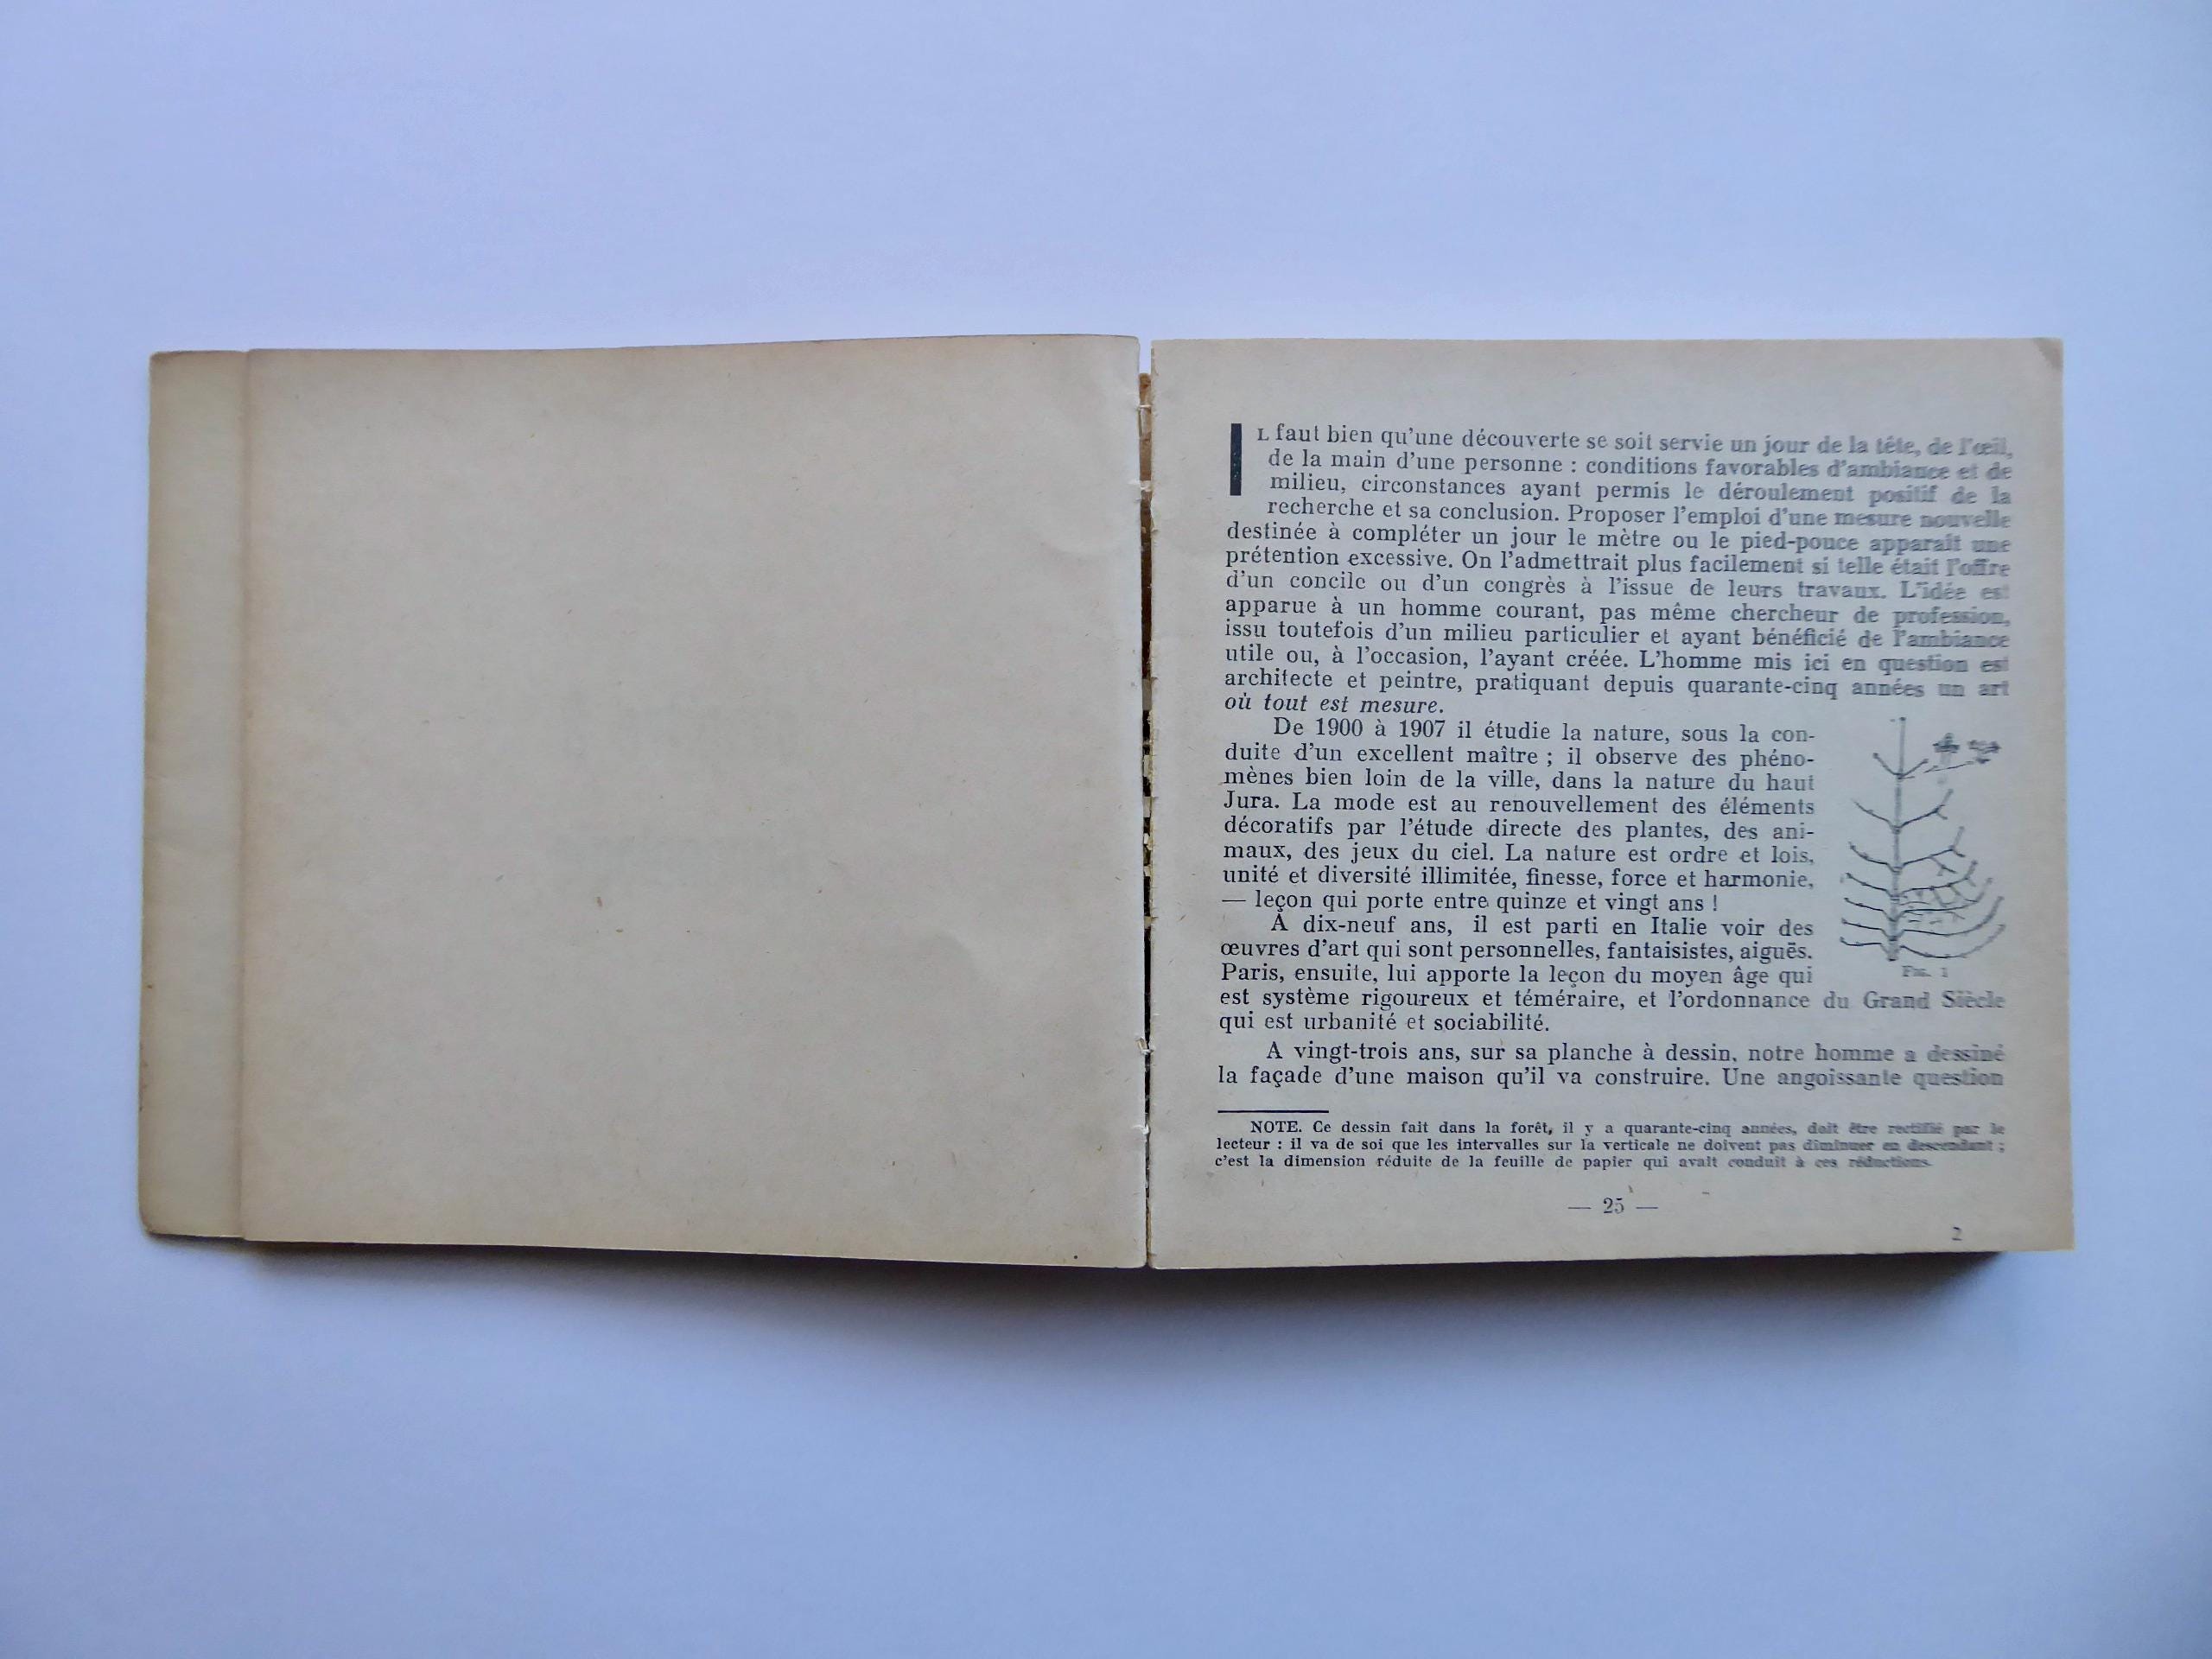 IL faut bien qu'une découverte se soit servie un jour de la tête, de l'œil,
de la main d'une personne : conditions favorables d'ambiance et de
milieu, circonstances ayant permis le déroulement positif de la
recherche et sa conclusion. Proposer l'emploi d'une mesure nouvelle
destinée à compléter un jour le mètre ou le pied-pouce apparaît une
prétention excessive. On l'admettrait plus facilement si telle était l'offre
d'un concile ou d'un congrès à l'issue de leurs travaux. L'idée est
apparue à un homme courant, pas même chercheur de profession,
issu toutefois d'un milieu particulier et ayant bénéficié de l'ambiance
utile ou, à l'occasion, l'ayant créée. L'homme mis ici en question est
architecte et peintre, pratiquant depuis quarante-cinq années un art
où tout est mesure.
De 1900 à 1907 il étudie la nature, sous la con-
duite d'un excellent maître ; il observe des phéno-
mènes bien loin de la ville, dans la nature du haut
Jura. La mode est au renouvellement des éléments
décoratifs par l'étude directe des plantes, des ani-
maux, des jeux du ciel. La nature est ordre et lois,
unité et diversité illimitée, finesse, force et harmonie,
— leçon qui porte entre quinze et vingt ans !
A dix-neuf ans, il est parti en Italie voir des
œuvres d'art qui sont personnelles, fantaisistes, aiguës.
Paris, ensuite, lui apporte la leçon du moyen âge qui
FIG. 1
est système rigoureux et téméraire, et l'ordonnance du Grand Siècle
qui est urbanité et sociabilité.
A vingt-trois ans, sur sa planche à dessin, notre homme a dessiné
la façade d'une maison qu'il va construire. Une angoissante question
NOTE. Ce dessin fait dans la forêt, il y a quarante-cinq années, doit être rectifié par le
lecteur : il va de soi que les intervalles sur la verticale ne doivent pas diminuer en descendant ;
c'est la dimension réduite de la feuille de papier qui avait conduit à ces réductions.
— 25 —
2